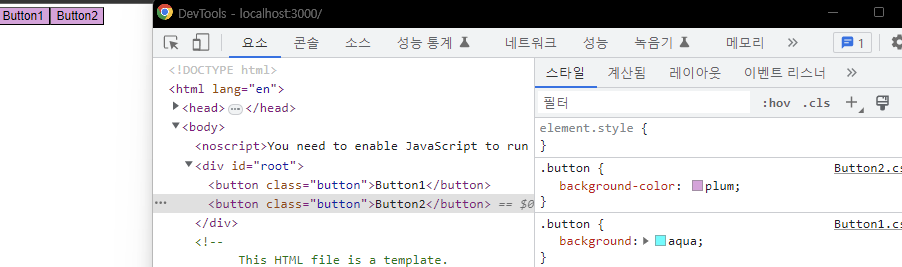 Button1 Button2
DevTools - localhost:3000/
요소 콘솔 소스 성능 통계 네트워크 성능 녹음기 메모리 » 1
<!DOCTYPE html>
<html lang="en">
<head> … </head>
<body>
<noscript>You need to enable JavaScript to run
<div id="root">
<button class="button">Button1</button>
<button class="button">Button2</button> == $0
</div>
<!--
This HTML file is a template.
스타일 계산됨 레이아웃 이벤트 리스너 »
필터 :hov .cls +
element.style {
}
.button { Button2.cs
background-color: plum;
}
.button { Button1.cs
background: aqua;
}